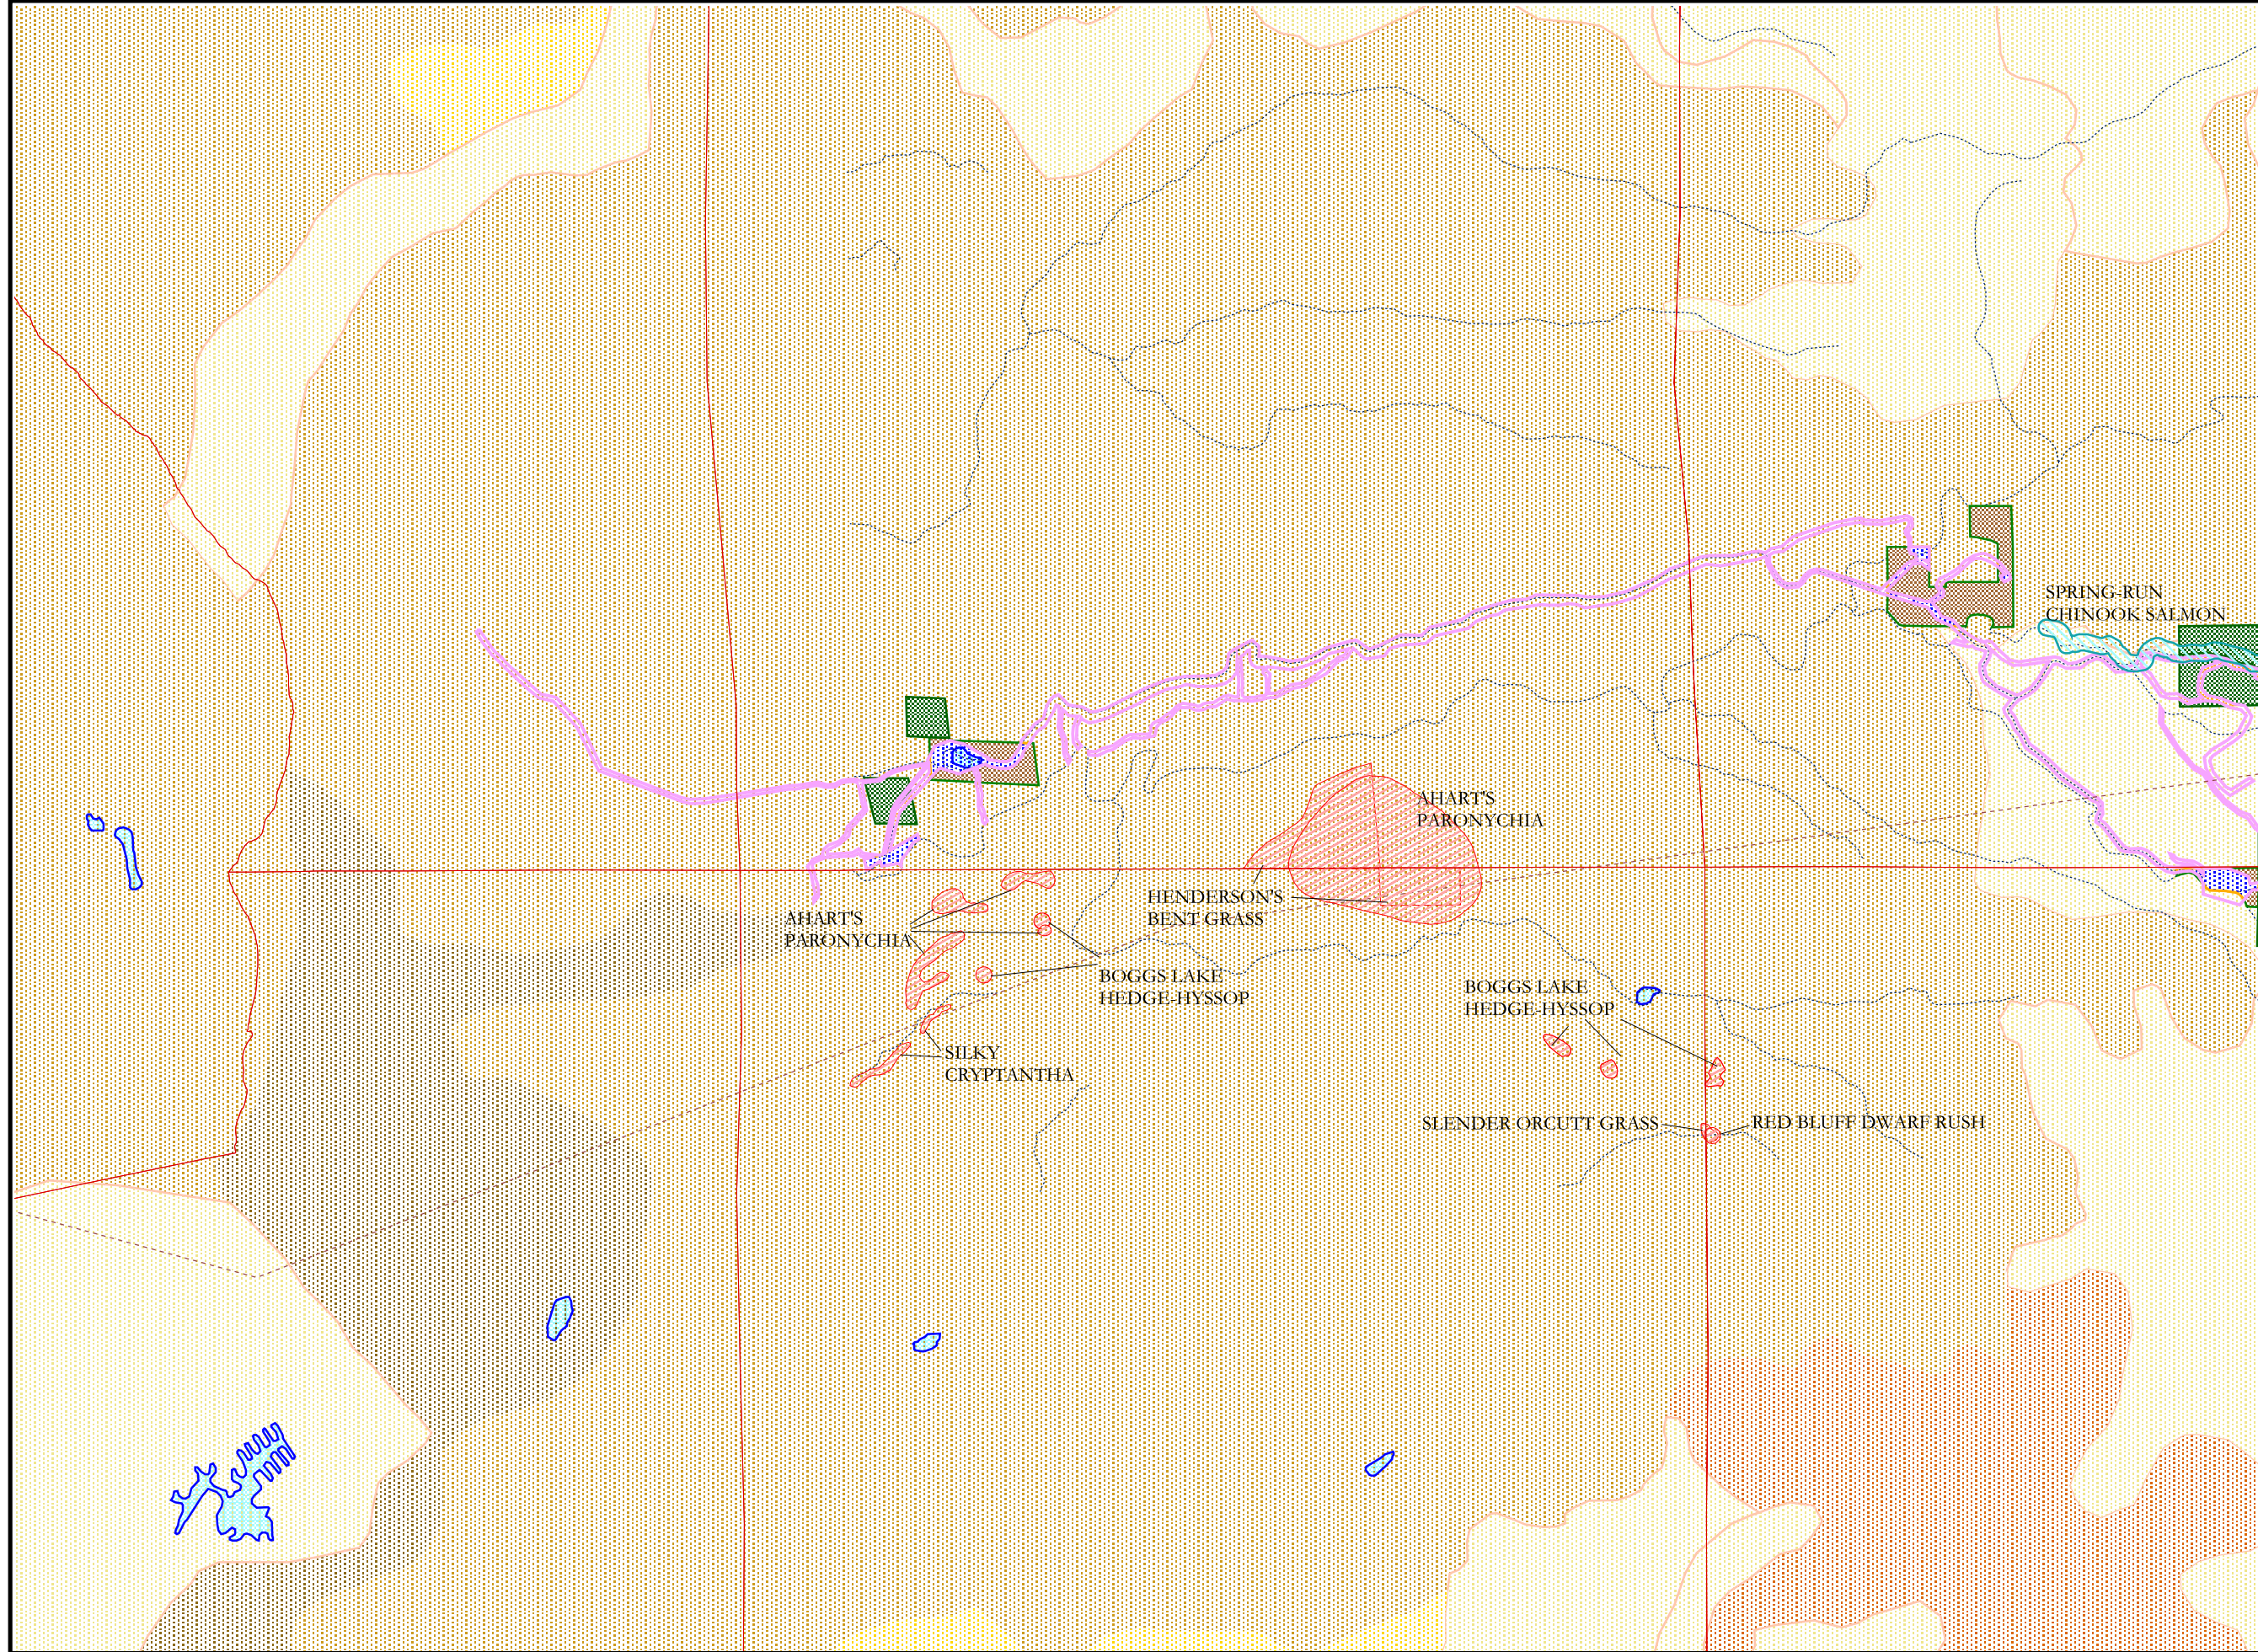 SPRING-RUN
CHINOOK SALMON
AHART'S
PARONYCHIA
HENDERSON'S
BENT GRASS
AHART'S
PARONYCHIA
BOGGS LAKE
HEDGE-HYSSOP
BOGGS LAKE
HEDGE-HYSSOP
SILKY
CRYPTANTHA
SLENDER ORCUTT GRASS
RED BLUFF DWARF RUSH